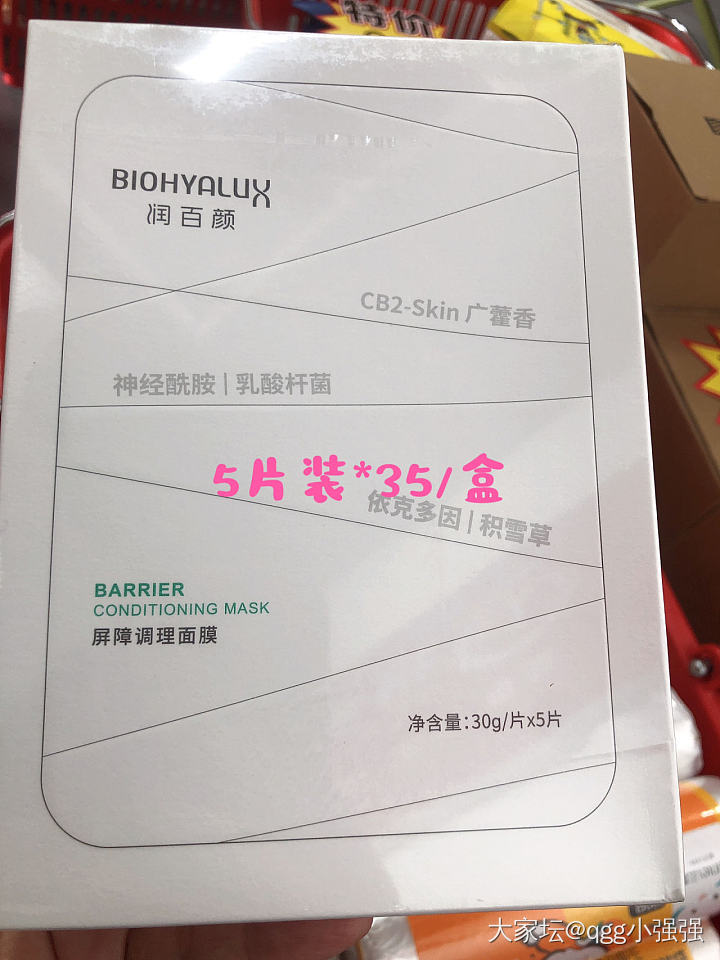 特价
BIOHYALUX
润百颜
CB2-Skin 广藿香
神经酰胺 | 乳酸杆菌
5片装*35/盒
依克多因 | 积雪草
BARRIER
CONDITIONING MASK
屏障调理面膜
净含量:30g/片x5片
大家坛@qgg小强强